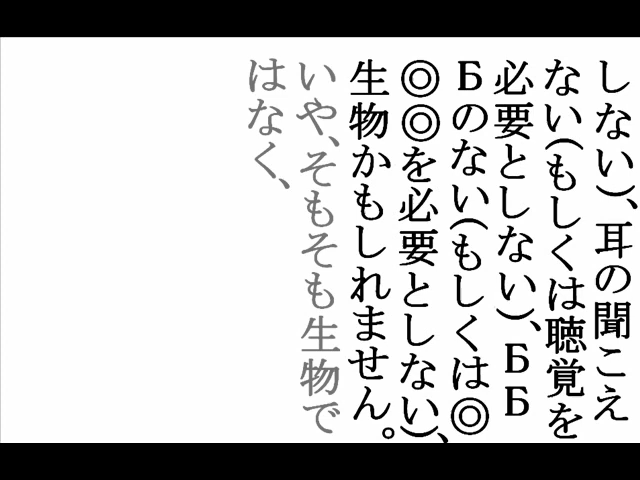 しない）、耳の聞こえ
ない（もしくは聴覚を
必要としない）、ББ
Бのない（もしくは◎
◎◎を必要としない）、
生物かもしれません。
いや、そもそも生物で
はなく、